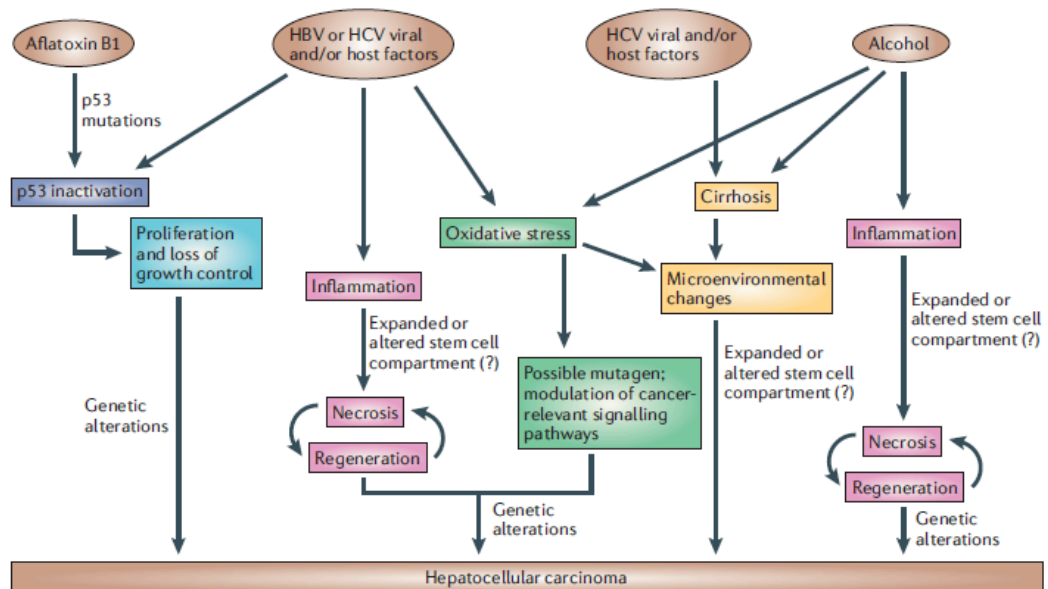 Aflatoxin B1
HBV or HCV viral
and/or host factors
HCV viral and/or
host factors
Alcohol
p53
mutations
p53 inactivation
Cirrhosis
Proliferation
and loss of
growth control
Oxidative stress
Inflammation
Inflammation
Microenvironmental
changes
Expanded or
altered stem cell
compartment (?)
Expanded or
altered stem cell
compartment (?)
Expanded or
altered stem cell
compartment (?)
Possible mutagen;
modulation of cancer-
relevant signalling
pathways
Genetic
alterations
Necrosis
Regeneration
Necrosis
Regeneration
Genetic
alterations
Genetic
alterations
Hepatocellular carcinoma